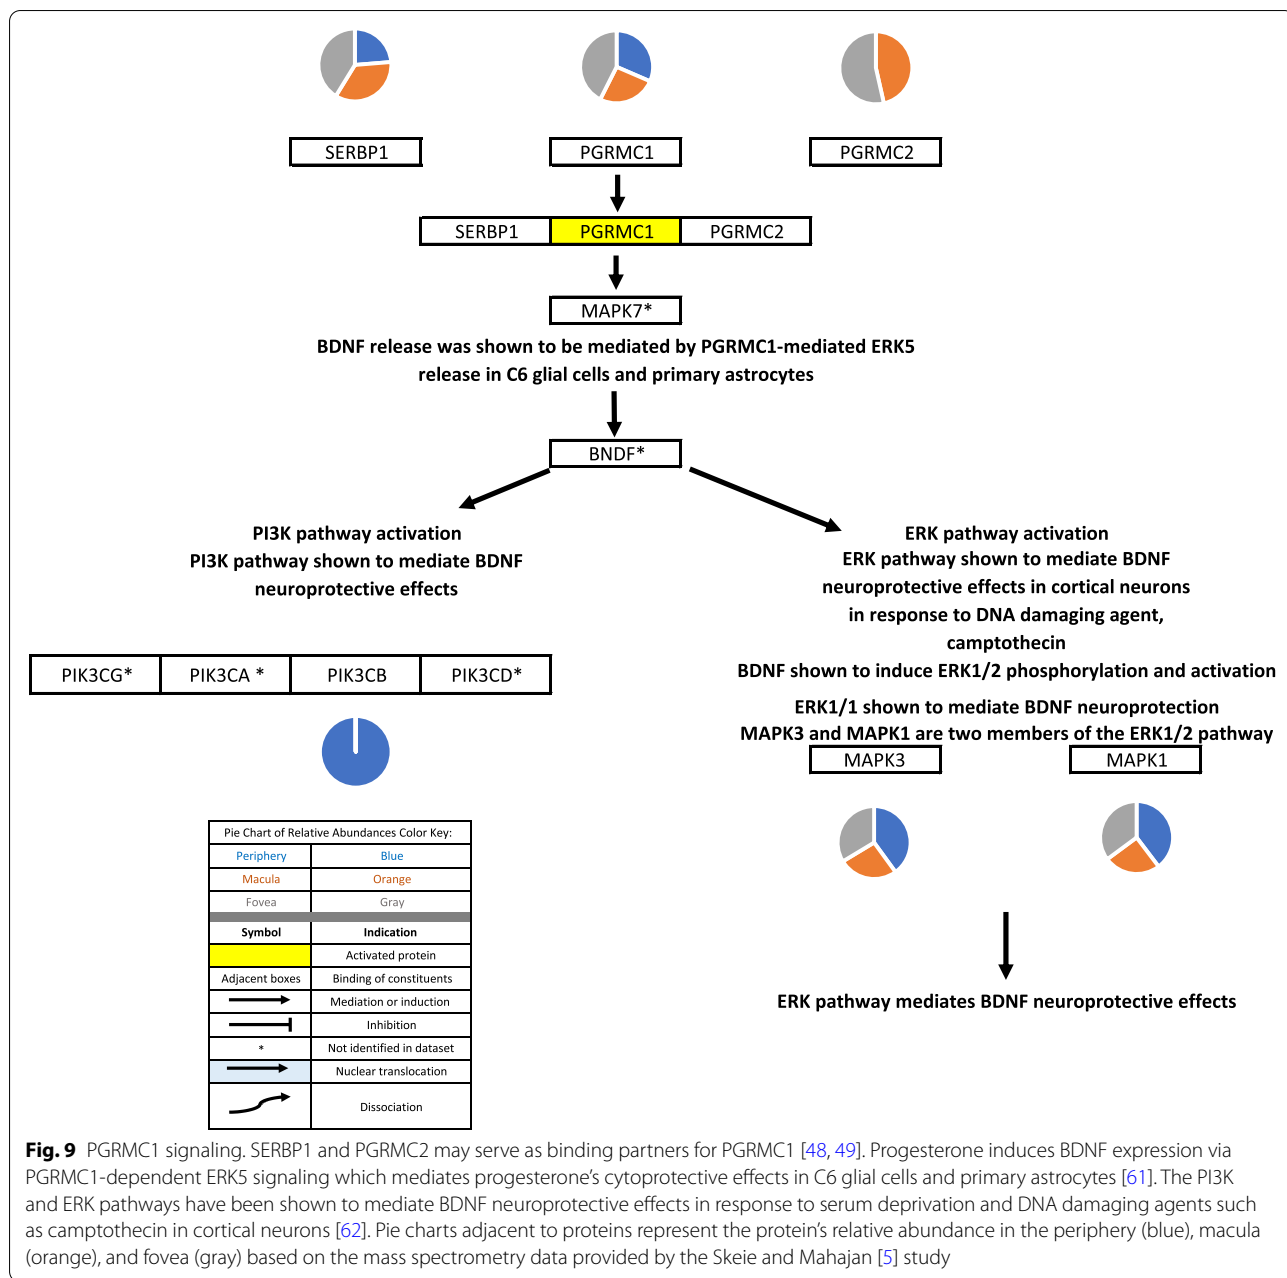 SERBP1
PGRMC1
PGRMC2
SERBP1
PGRMC1
PGRMC2
MAPK7*
BDNF release was shown to be mediated by PGRMC1-mediated ERK5
release in C6 glial cells and primary astrocytes
BNDF*
PI3K pathway activation
PI3K pathway shown to mediate BDNF
neuroprotective effects
ERK pathway activation
ERK pathway shown to mediate BDNF
neuroprotective effects in cortical neurons
in response to DNA damaging agent,
camptothecin
BDNF shown to induce ERK1/2 phosphorylation and activation
ERK1/1 shown to mediate BDNF neuroprotection
MAPK3 and MAPK1 are two members of the ERK1/2 pathway
PIK3CG*
PIK3CA *
PIK3CB
PIK3CD*
MAPK3
MAPK1
Pie Chart of Relative Abundances Color Key:
Periphery Blue
Macula Orange
Fovea Gray
Symbol Indication
Activated protein
Adjacent boxes Binding of constituents
Mediation or induction
Inhibition
* Not identified in dataset
Nuclear translocation
Dissociation
ERK pathway mediates BDNF neuroprotective effects
Fig. 9 PGRMC1 signaling. SERBP1 and PGRMC2 may serve as binding partners for PGRMC1 [48, 49]. Progesterone induces BDNF expression via
PGRMC1-dependent ERK5 signaling which mediates progesterone's cytoprotective effects in C6 glial cells and primary astrocytes [61]. The PI3K
and ERK pathways have been shown to mediate BDNF neuroprotective effects in response to serum deprivation and DNA damaging agents such
as camptothecin in cortical neurons [62]. Pie charts adjacent to proteins represent the protein's relative abundance in the periphery (blue), macula
(orange), and fovea (gray) based on the mass spectrometry data provided by the Skeie and Mahajan [5] study